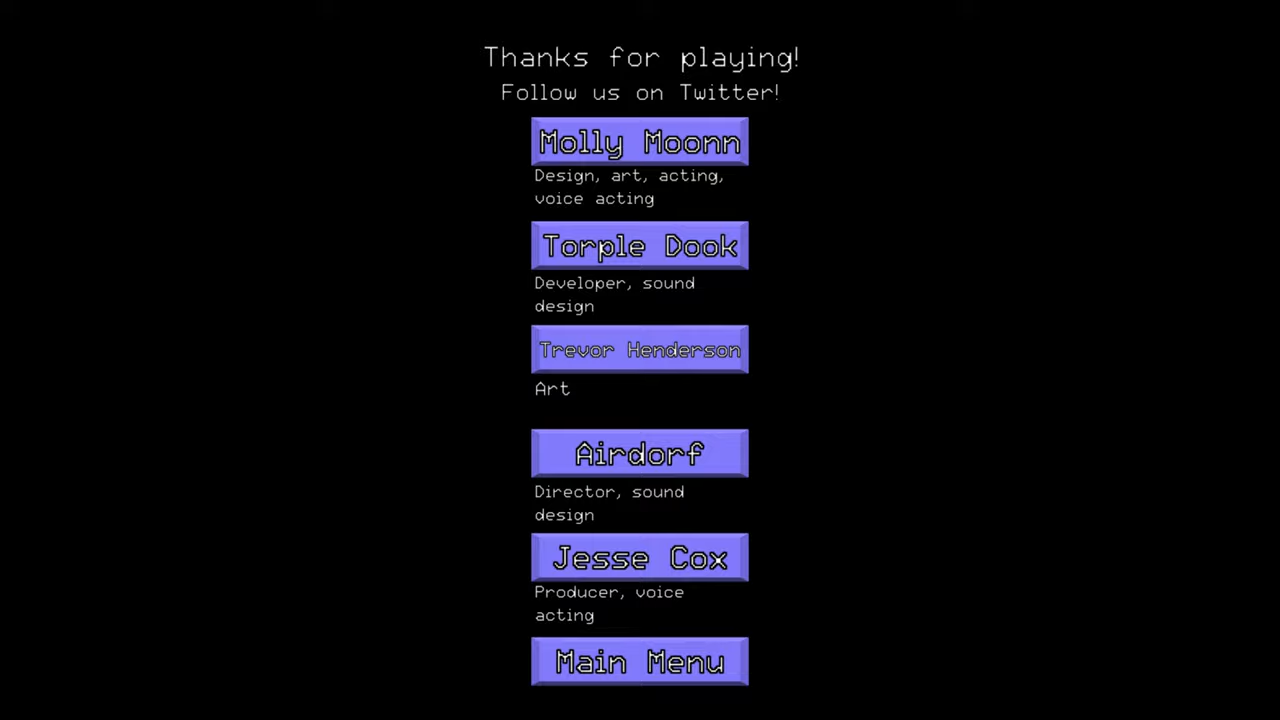 Thanks for playing!
Follow us on Twitter!
Molly Moonn
Design, art, acting,
voice acting
Torple Dook
Developer, sound
design
Trevor Henderson
Art
Airdorf
Director, sound
design
Jesse Cox
Producer, voice
acting
Main Menu